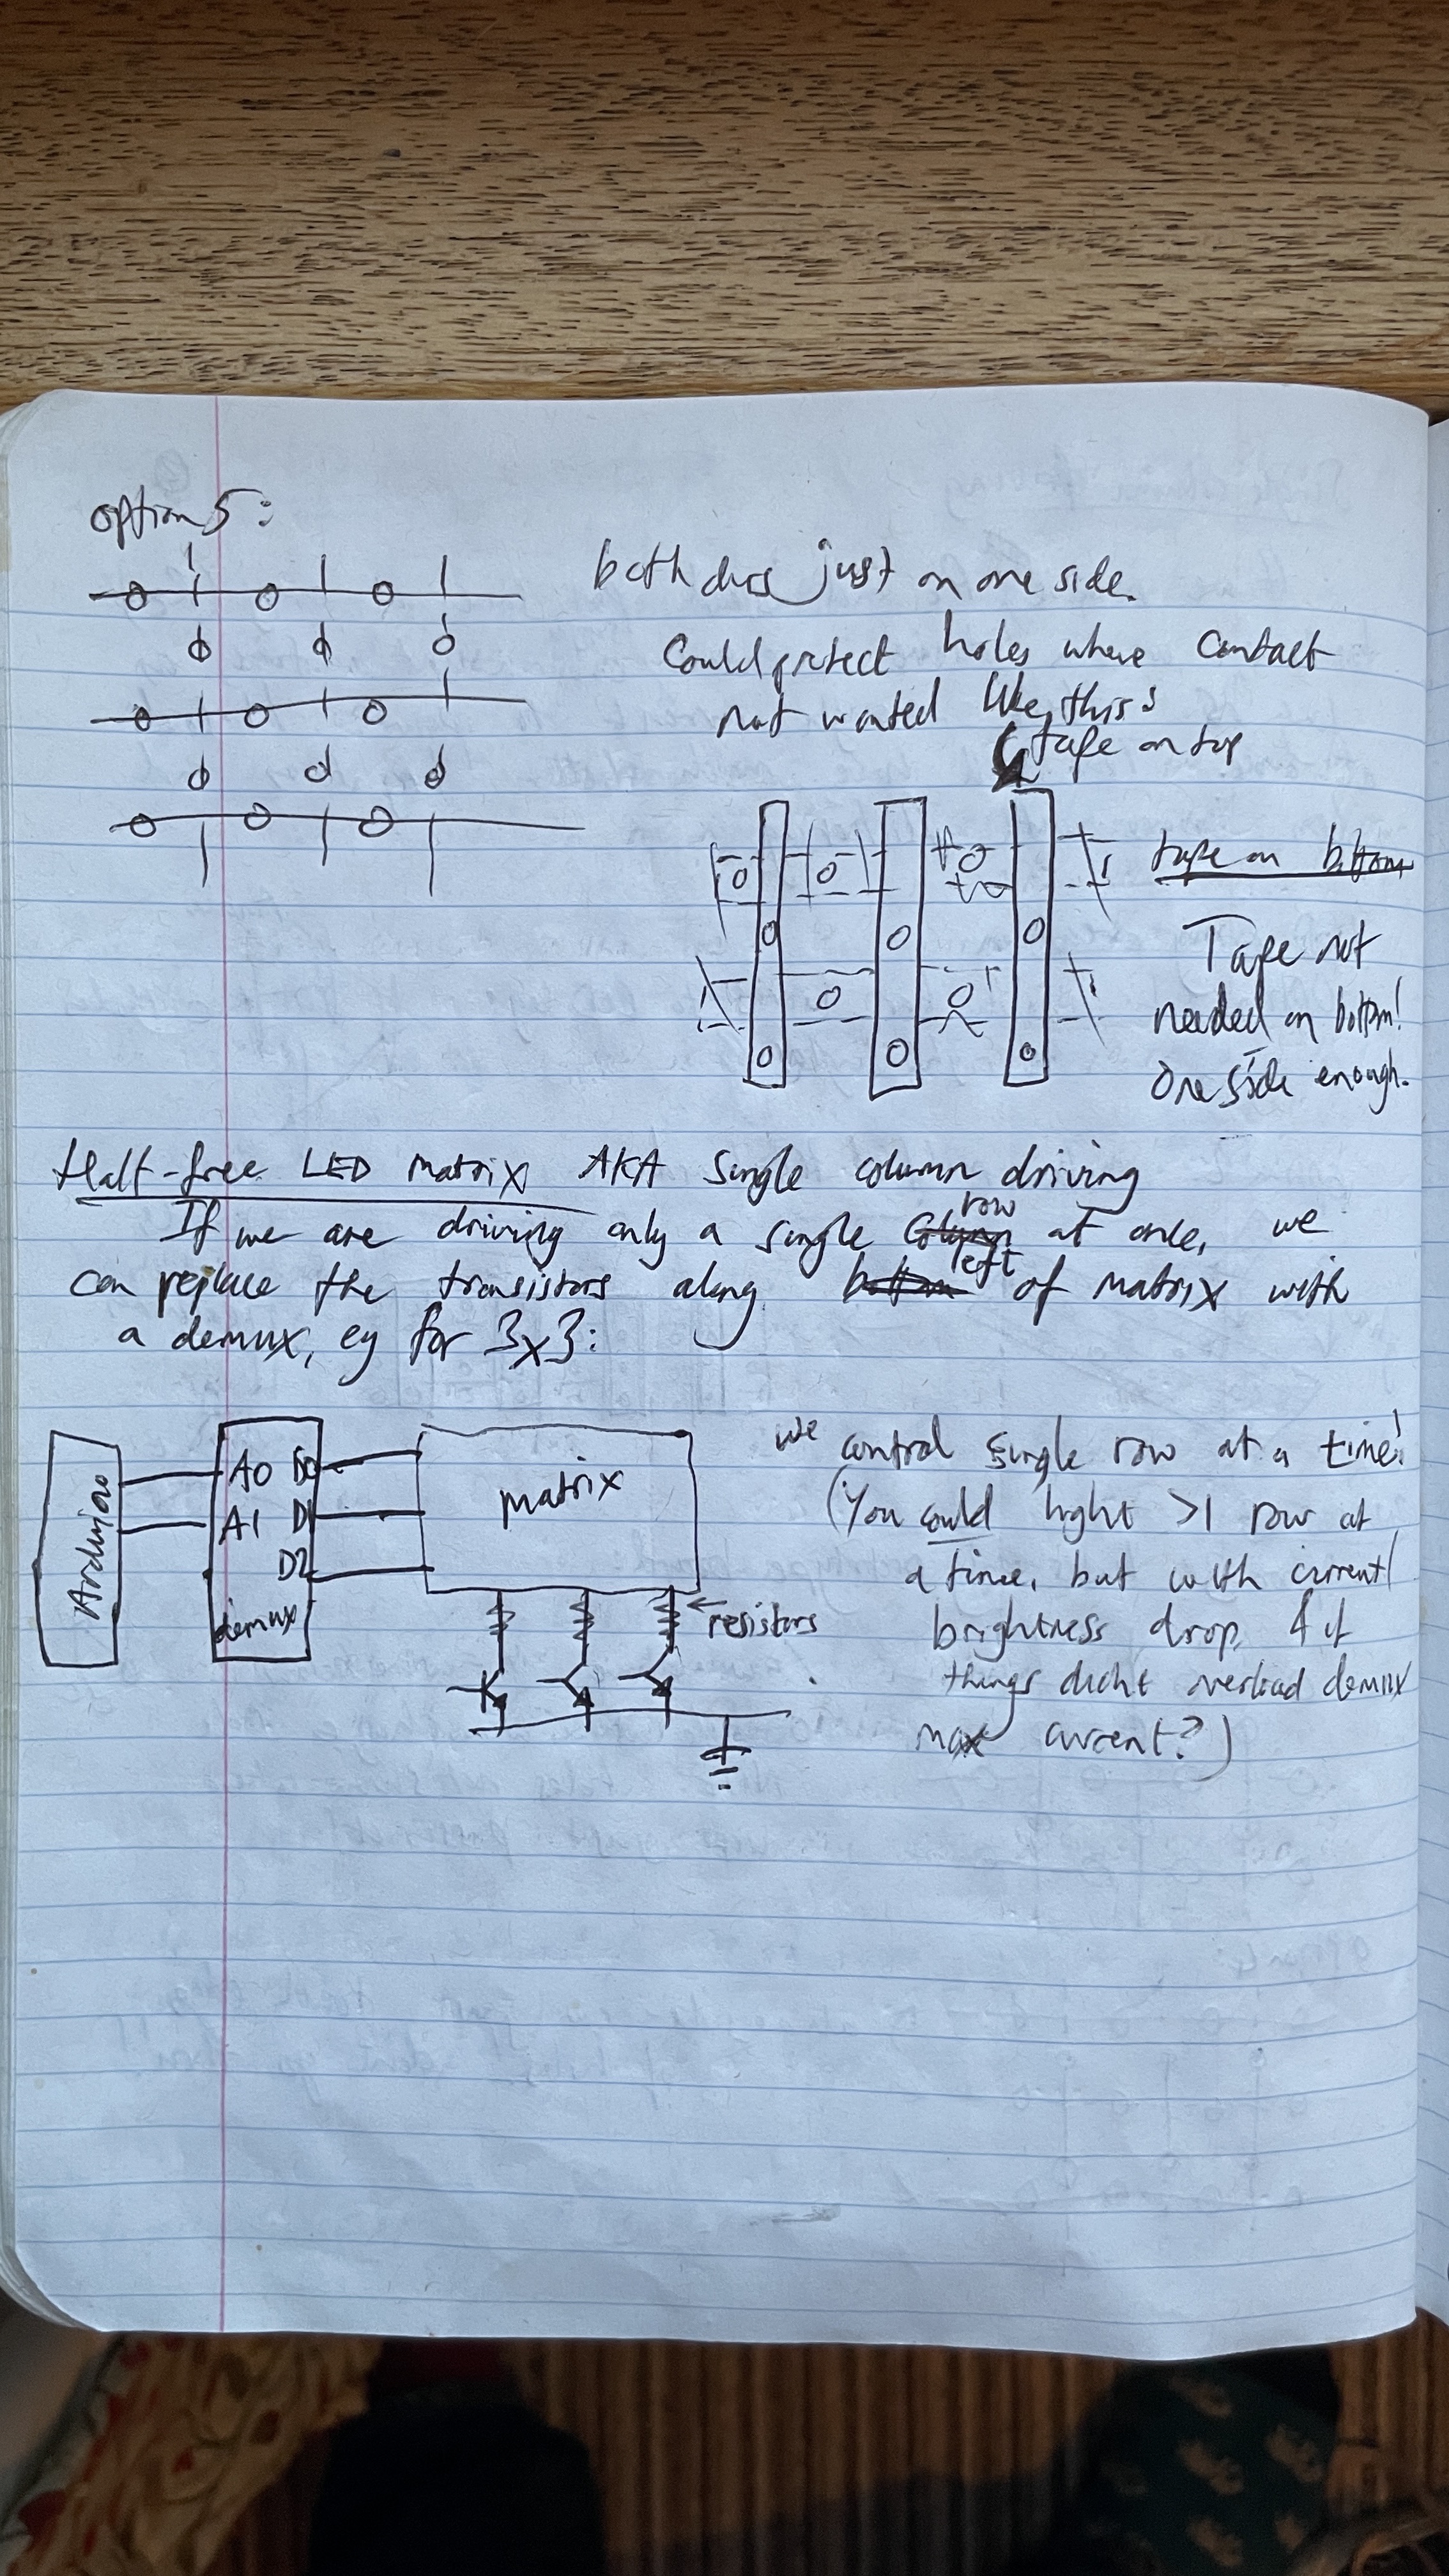 option 5:
both dirs just on one side.
Could protect holes where contact
not wanted like this:
tape on top
tape on bottom
Tape not
needed on bottom!
One side enough.
Half-free LED matrix AKA Single column driving
If we are driving only a single column row at once, we
can replace the transistors along bottom left of matrix with
a demux, eg for 3x3:
Arduino
A0 D0
A1 D1
D2
demux
matrix
resistors
we control single row at a time!
(You could light >1 row at
a time, but with current/
brightness drop, & if
things didn't overload demux
max current?)